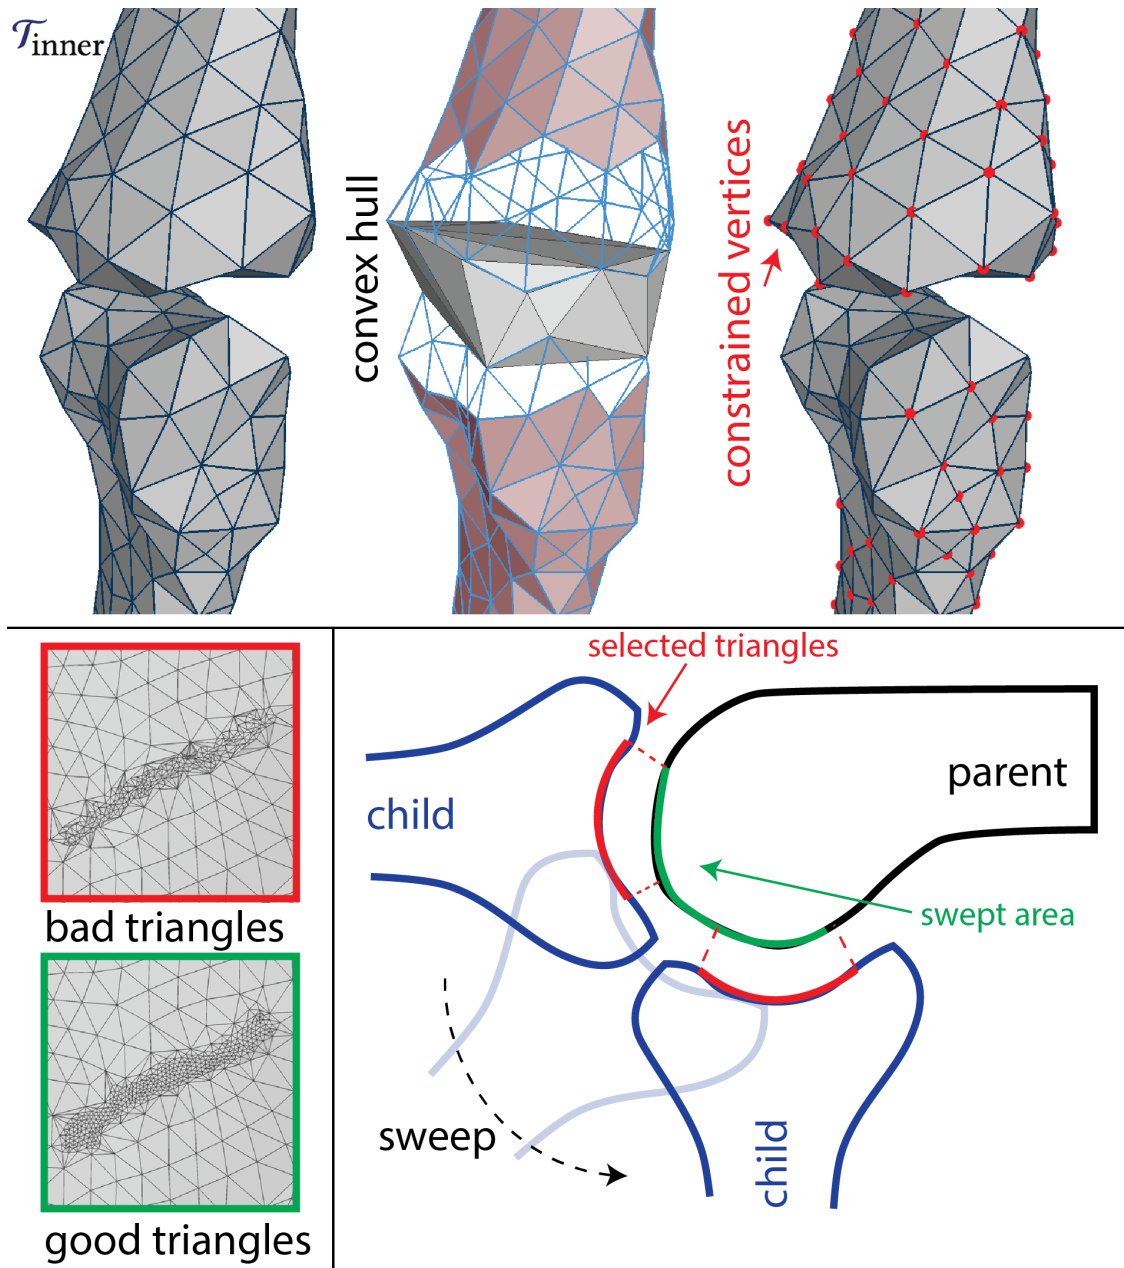 𝒯inner
convex hull
constrained vertices
bad triangles
good triangles
selected triangles
parent
child
swept area
sweep
child